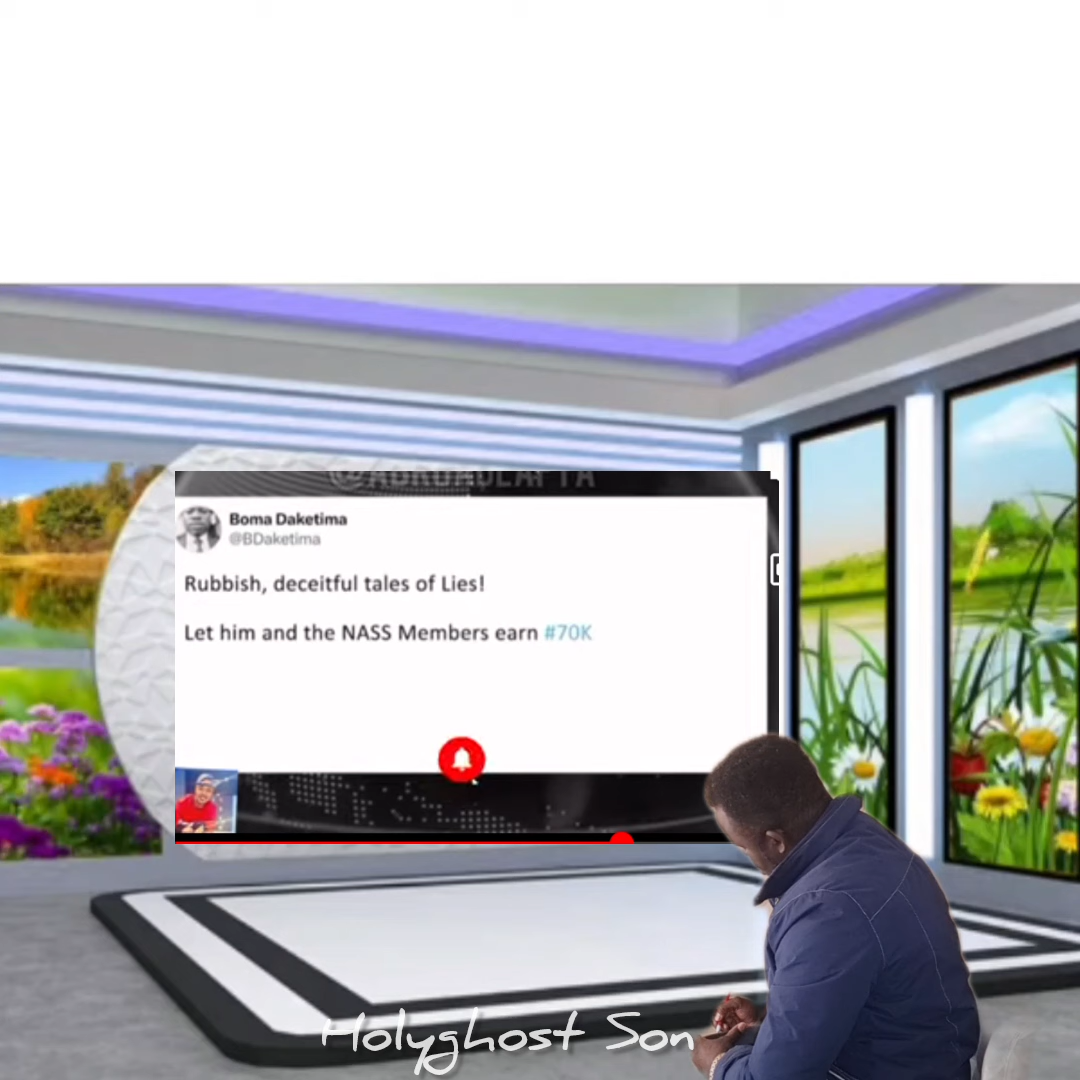 Boma Daketima
@BDaketima
Rubbish, deceitful tales of Lies!
Let him and the NASS Members earn #70K
Holyghost Son